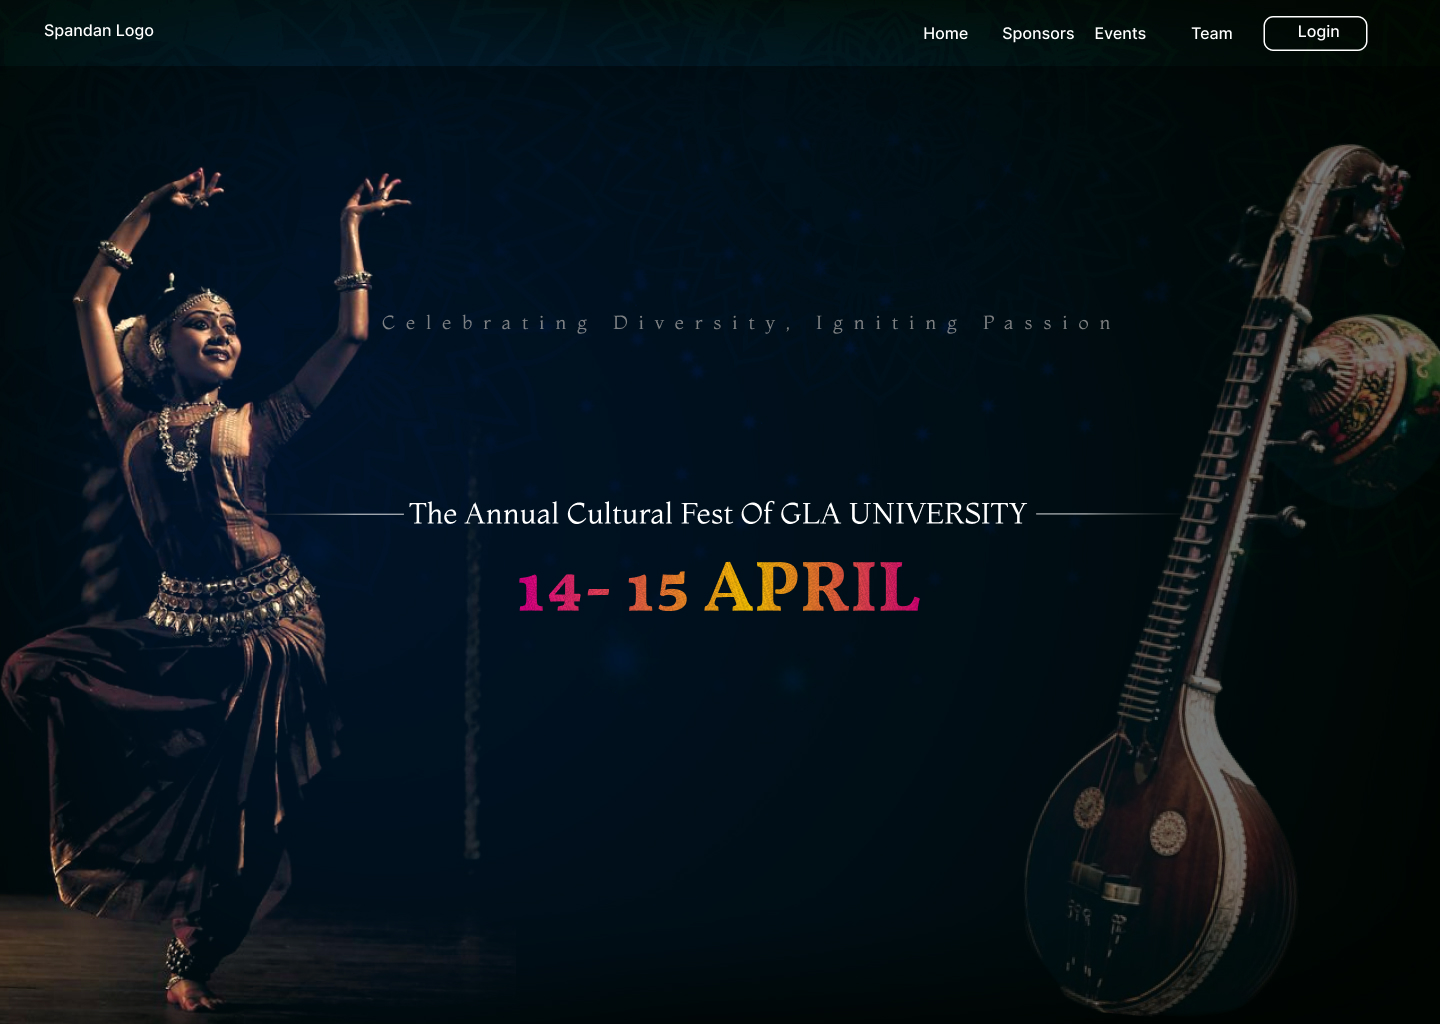 Spandan Logo
Home Sponsors Events Team Login
Celebrating Diversity, Igniting Passion
The Annual Cultural Fest Of GLA UNIVERSITY
14- 15 APRIL